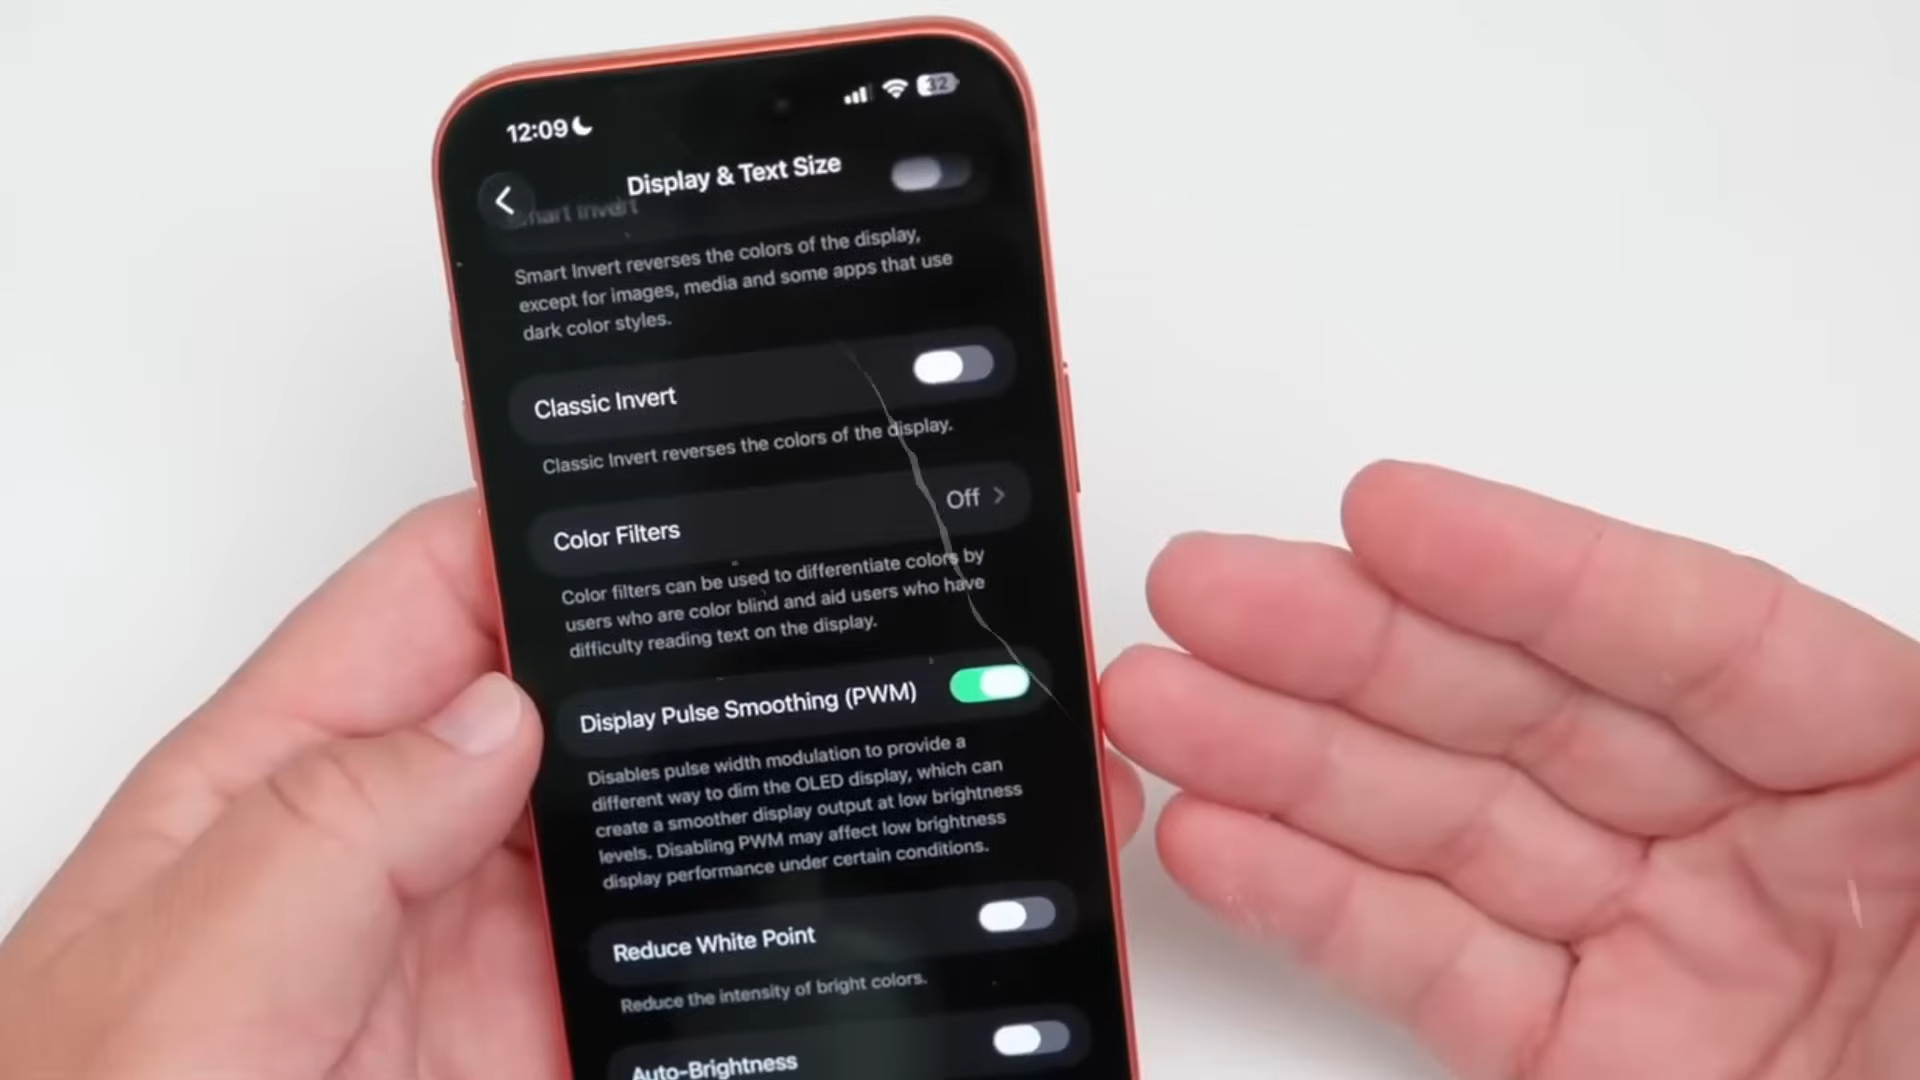 12:09
32
Display & Text Size
Smart Invert
Smart Invert reverses the colors of the display,
except for images, media and some apps that use
dark color styles.
Classic Invert
Classic Invert reverses the colors of the display.
Color Filters
Off
Color filters can be used to differentiate colors by
users who are color blind and aid users who have
difficulty reading text on the display.
Display Pulse Smoothing (PWM)
Disables pulse width modulation to provide a
different way to dim the OLED display, which can
create a smoother display output at low brightness
levels. Disabling PWM may affect low brightness
display performance under certain conditions.
Reduce White Point
Reduce the intensity of bright colors.
Auto-Brightness